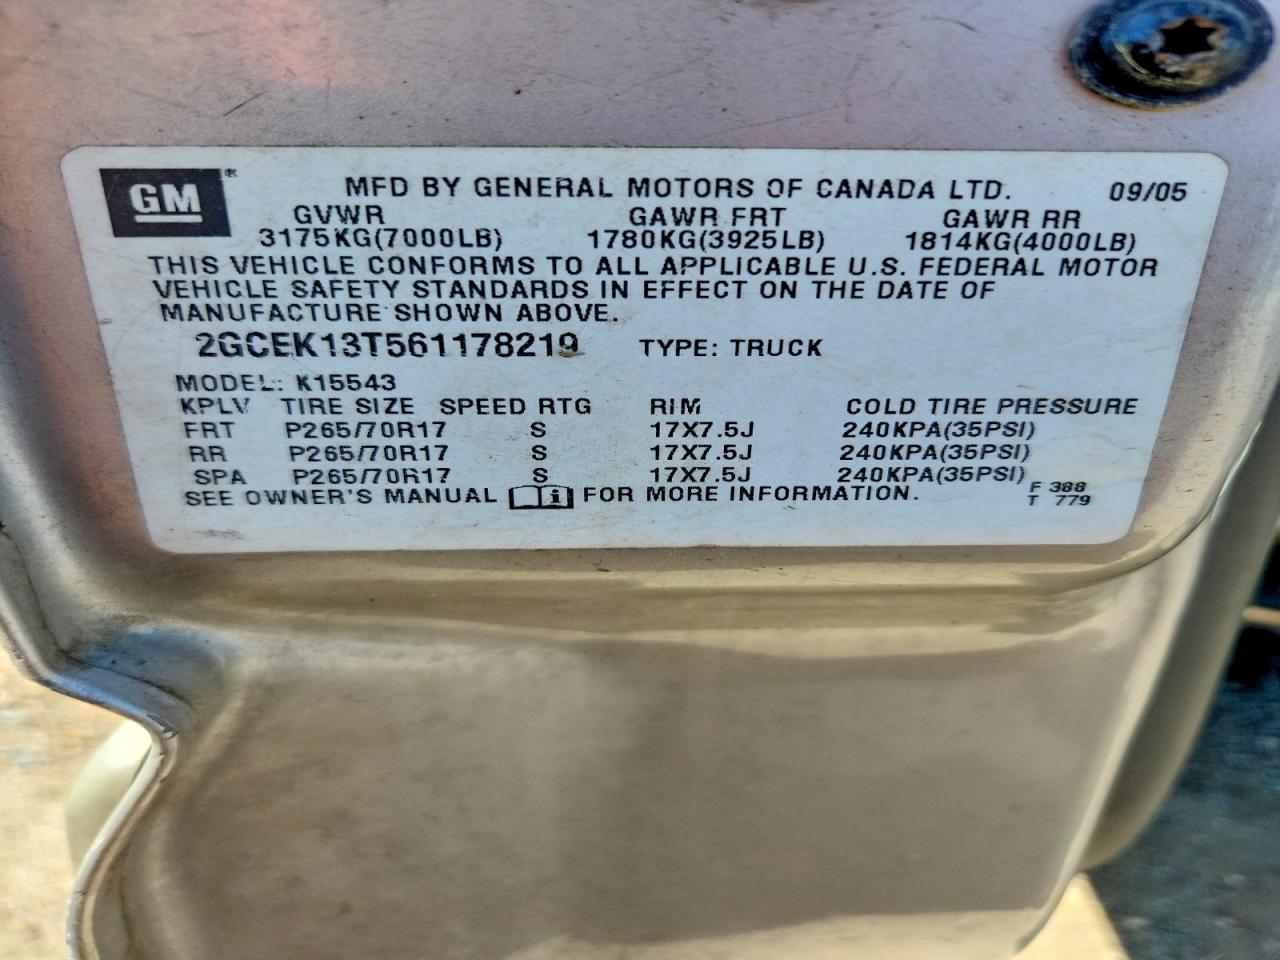 GM® MFD BY GENERAL MOTORS OF CANADA LTD. 09/05
GVWR GAWR FRT GAWR RR
3175KG(7000LB) 1780KG(3925LB) 1814KG(4000LB)
THIS VEHICLE CONFORMS TO ALL APPLICABLE U.S. FEDERAL MOTOR
VEHICLE SAFETY STANDARDS IN EFFECT ON THE DATE OF
MANUFACTURE SHOWN ABOVE.
2GCEK13T561178219 TYPE: TRUCK
MODEL: K15543
KPLV TIRE SIZE SPEED RTG RIM COLD TIRE PRESSURE
FRT P265/70R17 S 17X7.5J 240KPA(35PSI)
RR P265/70R17 S 17X7.5J 240KPA(35PSI)
SPA P265/70R17 S 17X7.5J 240KPA(35PSI)
SEE OWNER'S MANUAL i FOR MORE INFORMATION. F 388
T 779